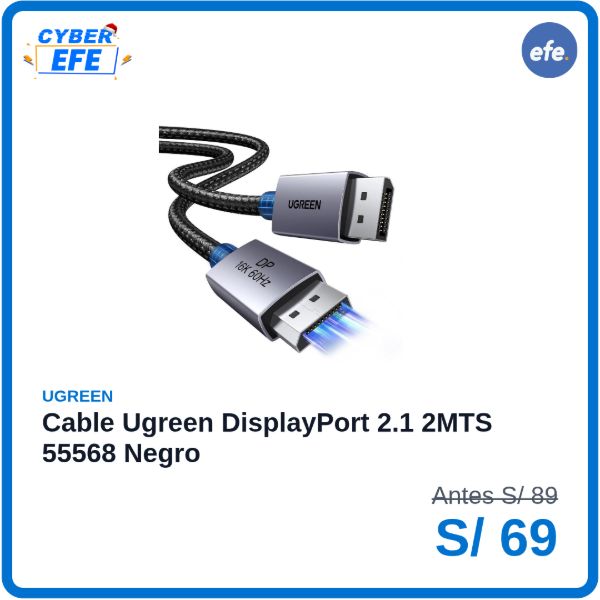 CYBER
EFE
efe.
UGREEN
DP
16K 60Hz
UGREEN
Cable Ugreen DisplayPort 2.1 2MTS
55568 Negro
Antes S/ 89
S/ 69